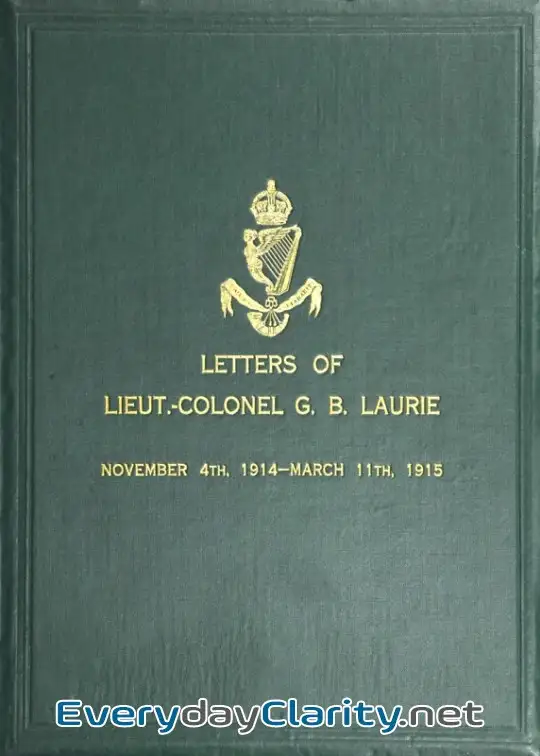 LETTERS OF
LIEUT.-COLONEL G. B. LAURIE
NOVEMBER 4TH, 1914—MARCH 11TH, 1915
EverydayClarity.net